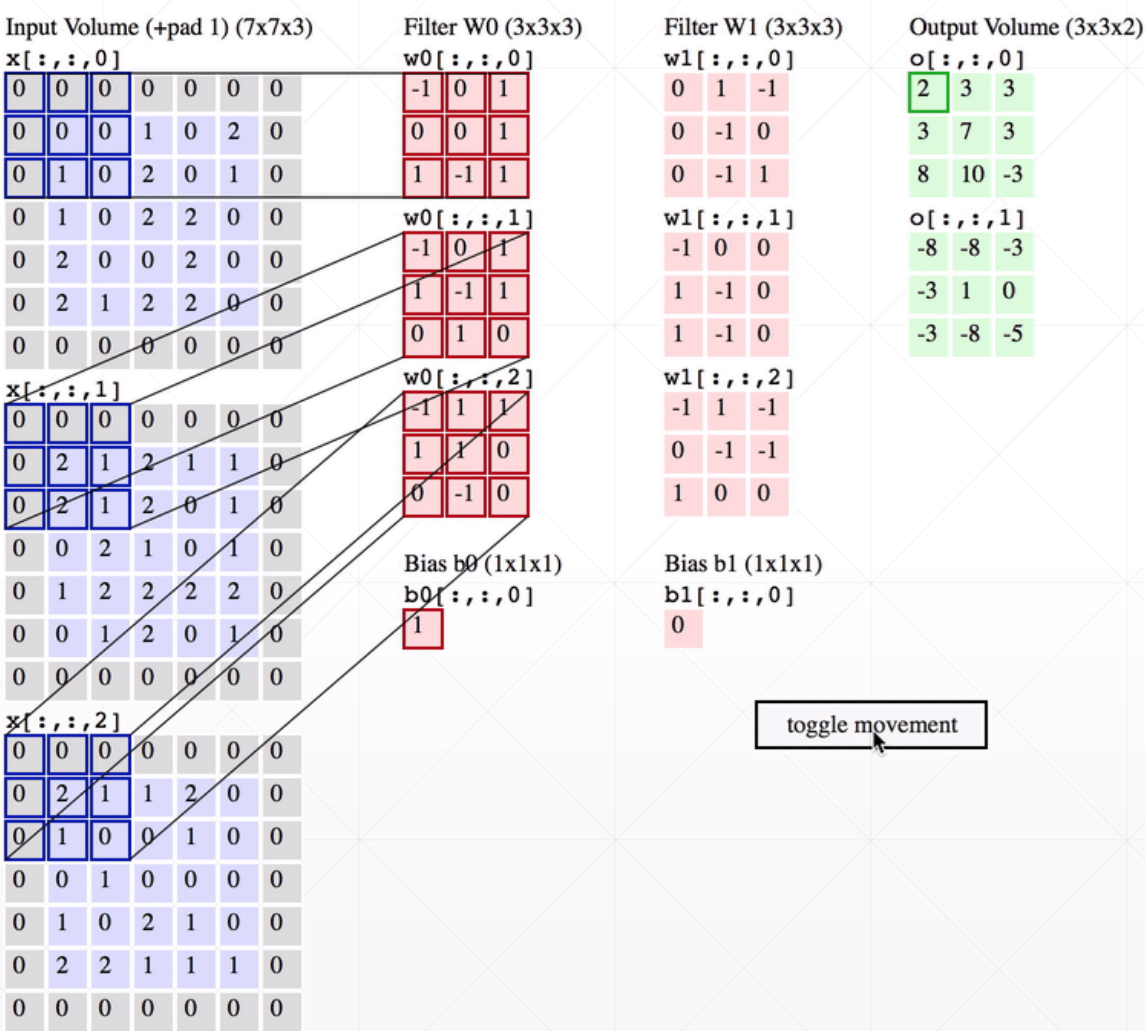 Input Volume (+pad 1) (7x7x3)
x[:,:,0]
0 0 0 0 0 0 0
0 0 0 1 0 2 0
0 1 0 2 0 1 0
0 1 0 2 2 0 0
0 2 0 0 2 0 0
0 2 1 2 2 0 0
0 0 0 0 0 0 0
x[:,:,1]
0 0 0 0 0 0 0
0 2 1 2 1 1 0
0 2 1 2 0 1 0
0 0 2 1 0 1 0
0 1 2 2 2 2 0
0 0 1 2 0 1 0
0 0 0 0 0 0 0
x[:,:,2]
0 0 0 0 0 0 0
0 2 1 1 2 0 0
0 1 0 0 1 0 0
0 0 1 0 0 0 0
0 1 0 2 1 0 0
0 2 2 1 1 1 0
0 0 0 0 0 0 0
Filter W0 (3x3x3)
w0[:,:,0]
-1 0 1
0 0 1
1 -1 1
w0[:,:,1]
-1 0 1
1 -1 1
0 1 0
w0[:,:,2]
-1 1 1
1 1 0
0 -1 0
Bias b0 (1x1x1)
b0[:,:,0]
1
Filter W1 (3x3x3)
w1[:,:,0]
0 1 -1
0 -1 0
0 -1 1
w1[:,:,1]
-1 0 0
1 -1 0
1 -1 0
w1[:,:,2]
-1 1 -1
0 -1 -1
1 0 0
Bias b1 (1x1x1)
b1[:,:,0]
0
Output Volume (3x3x2)
o[:,:,0]
2 3 3
3 7 3
8 10 -3
o[:,:,1]
-8 -8 -3
-3 1 0
-3 -8 -5
toggle movement